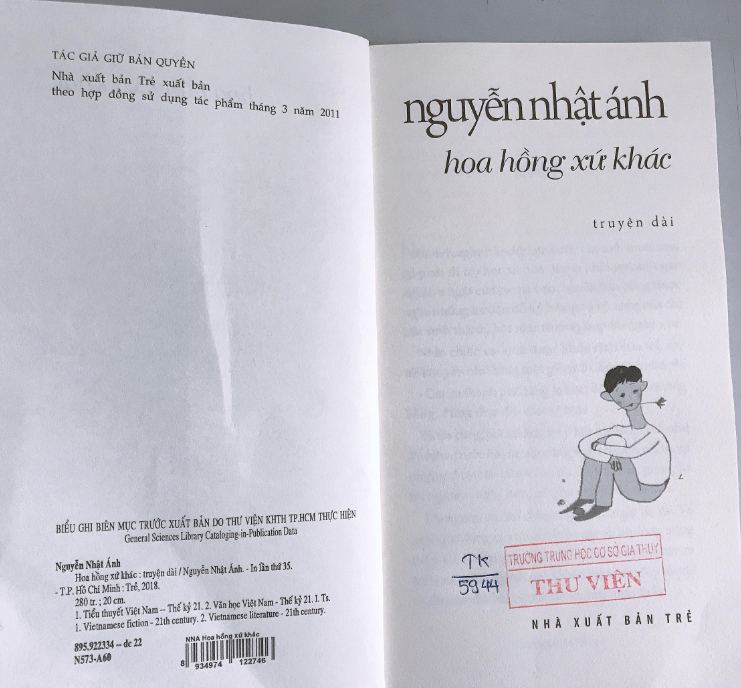 TÁC GIẢ GIỮ BẢN QUYỀN
Nhà xuất bản Trẻ xuất bản
theo hợp đồng sử dụng tác phẩm tháng 3 năm 2011
BIỂU GHI BIÊN MỤC TRƯỚC XUẤT BẢN DO THƯ VIỆN KHTH TP.HCM THỰC HIỆN
General Sciences Library Cataloging-in-Publication Data
Nguyễn Nhật Ánh
Hoa hồng xứ khác : truyện dài / Nguyễn Nhật Ánh. - In lần thứ 35.
- T.P. Hồ Chí Minh : Trẻ, 2018.
280 tr. ; 20 cm.
1. Tiểu thuyết Việt Nam -- Thế kỷ 21. 2. Văn học Việt Nam - Thế kỷ 21. I. Ts.
1. Vietnamese fiction - 21th century. 2. Vietnamese literature - 21th century.
895.922334 -- dc 22
N573-A60
NNA Hoa hồng xứ khác
8 934974 122746
nguyễn nhật ánh
hoa hồng xứ khác
truyện dài
TK
5944
TRƯỜNG TRUNG HỌC CƠ SỞ GIA THỤY
THƯ VIỆN
NHÀ XUẤT BẢN TRẺ